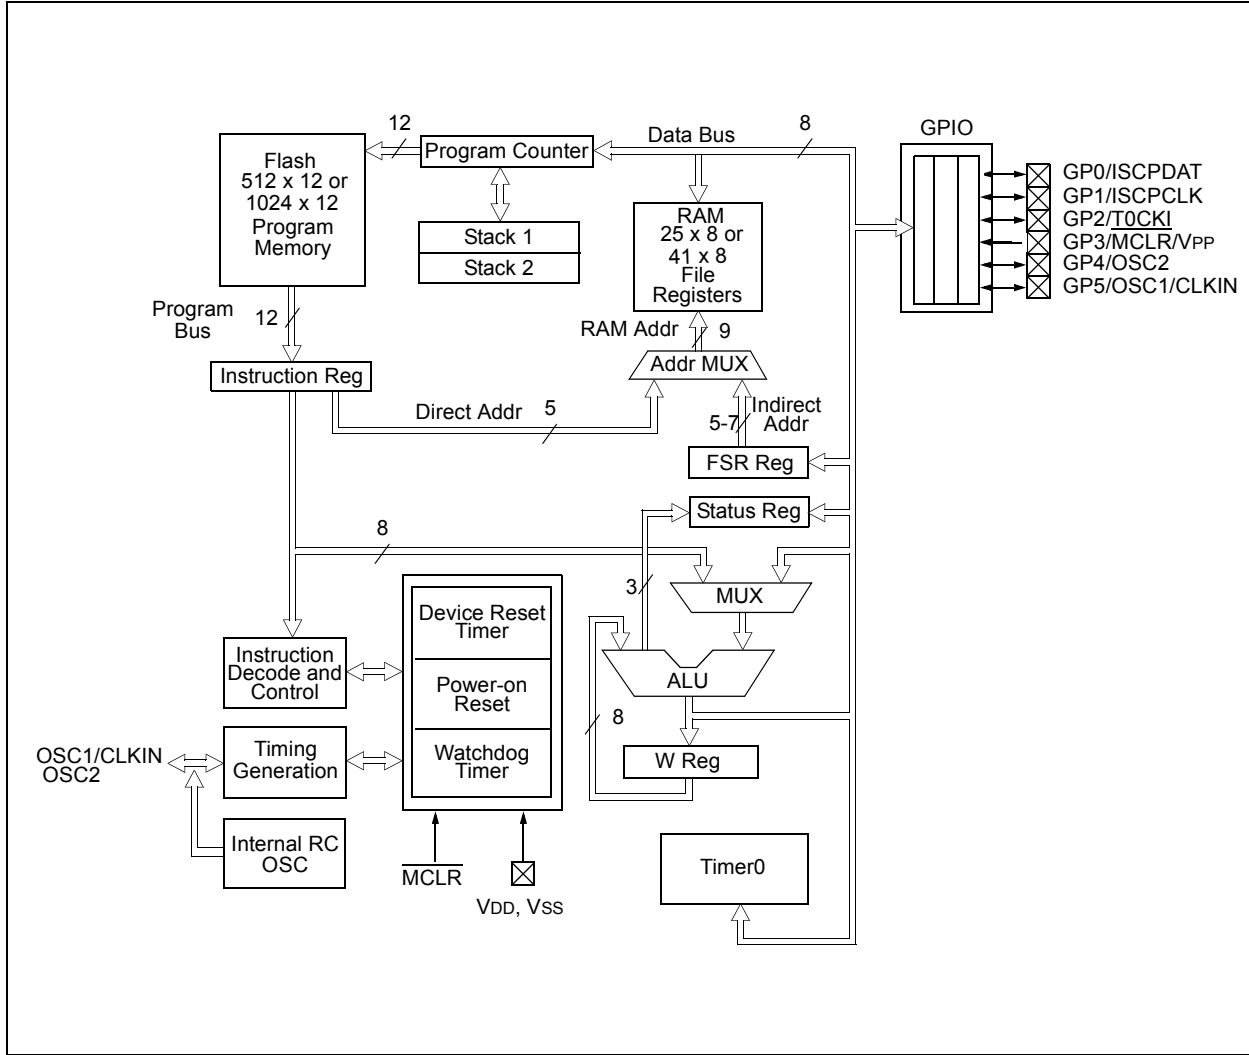 12
Data Bus
8
GPIO
Flash
512 x 12 or
1024 x 12
Program
Memory
Program Counter
Stack 1
Stack 2
RAM
25 x 8 or
41 x 8
File
Registers
GP0/ISCPDAT
GP1/ISCPCLK
GP2/T0CKI
GP3/MCLR/VPP
GP4/OSC2
GP5/OSC1/CLKIN
Program
Bus
12
RAM Addr
9
Instruction Reg
Addr MUX
Direct Addr
5
5-7
Indirect
Addr
FSR Reg
Status Reg
8
3
MUX
Device Reset
Timer
Power-on
Reset
Watchdog
Timer
Instruction
Decode and
Control
ALU
8
W Reg
OSC1/CLKIN
OSC2
Timing
Generation
Internal RC
OSC
MCLR
VDD, VSS
Timer0